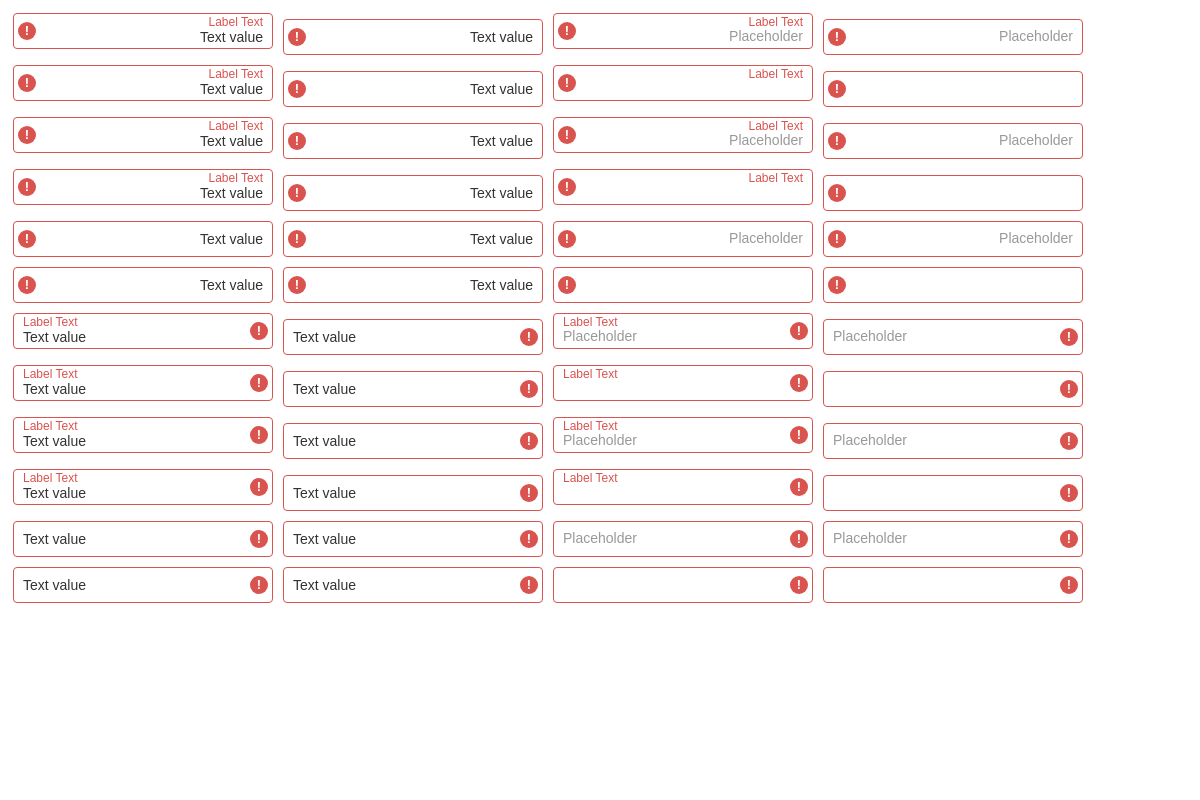 ! Label Text
Text value
! Text value
! Label Text
Placeholder
! Placeholder
! Label Text
Text value
! Text value
! Label Text
!
! Label Text
Text value
! Text value
! Label Text
Placeholder
! Placeholder
! Label Text
Text value
! Text value
! Label Text
!
! Text value
! Text value
! Placeholder
! Placeholder
! Text value
! Text value
!
!
Label Text
Text value !
Text value !
Label Text
Placeholder !
Placeholder !
Label Text
Text value !
Text value !
Label Text !
!
Label Text
Text value !
Text value !
Label Text
Placeholder !
Placeholder !
Label Text
Text value !
Text value !
Label Text !
!
Text value !
Text value !
Placeholder !
Placeholder !
Text value !
Text value !
!
!